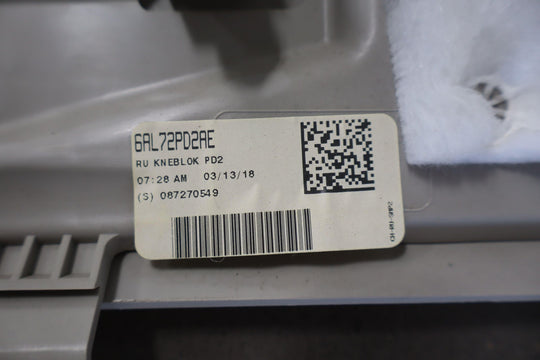 6AL72PD2AE
RU KNEBLOK PD2
07:28 AM 03/13/18
(S) 087270549